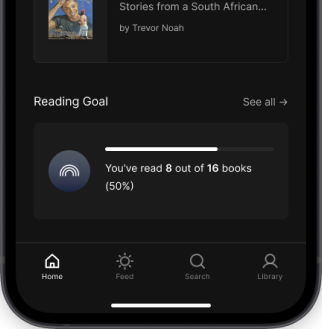 Stories from a South African...
by Trevor Noah
Reading Goal
See all →
You've read 8 out of 16 books
(50%)
Home
Feed
Search
Library